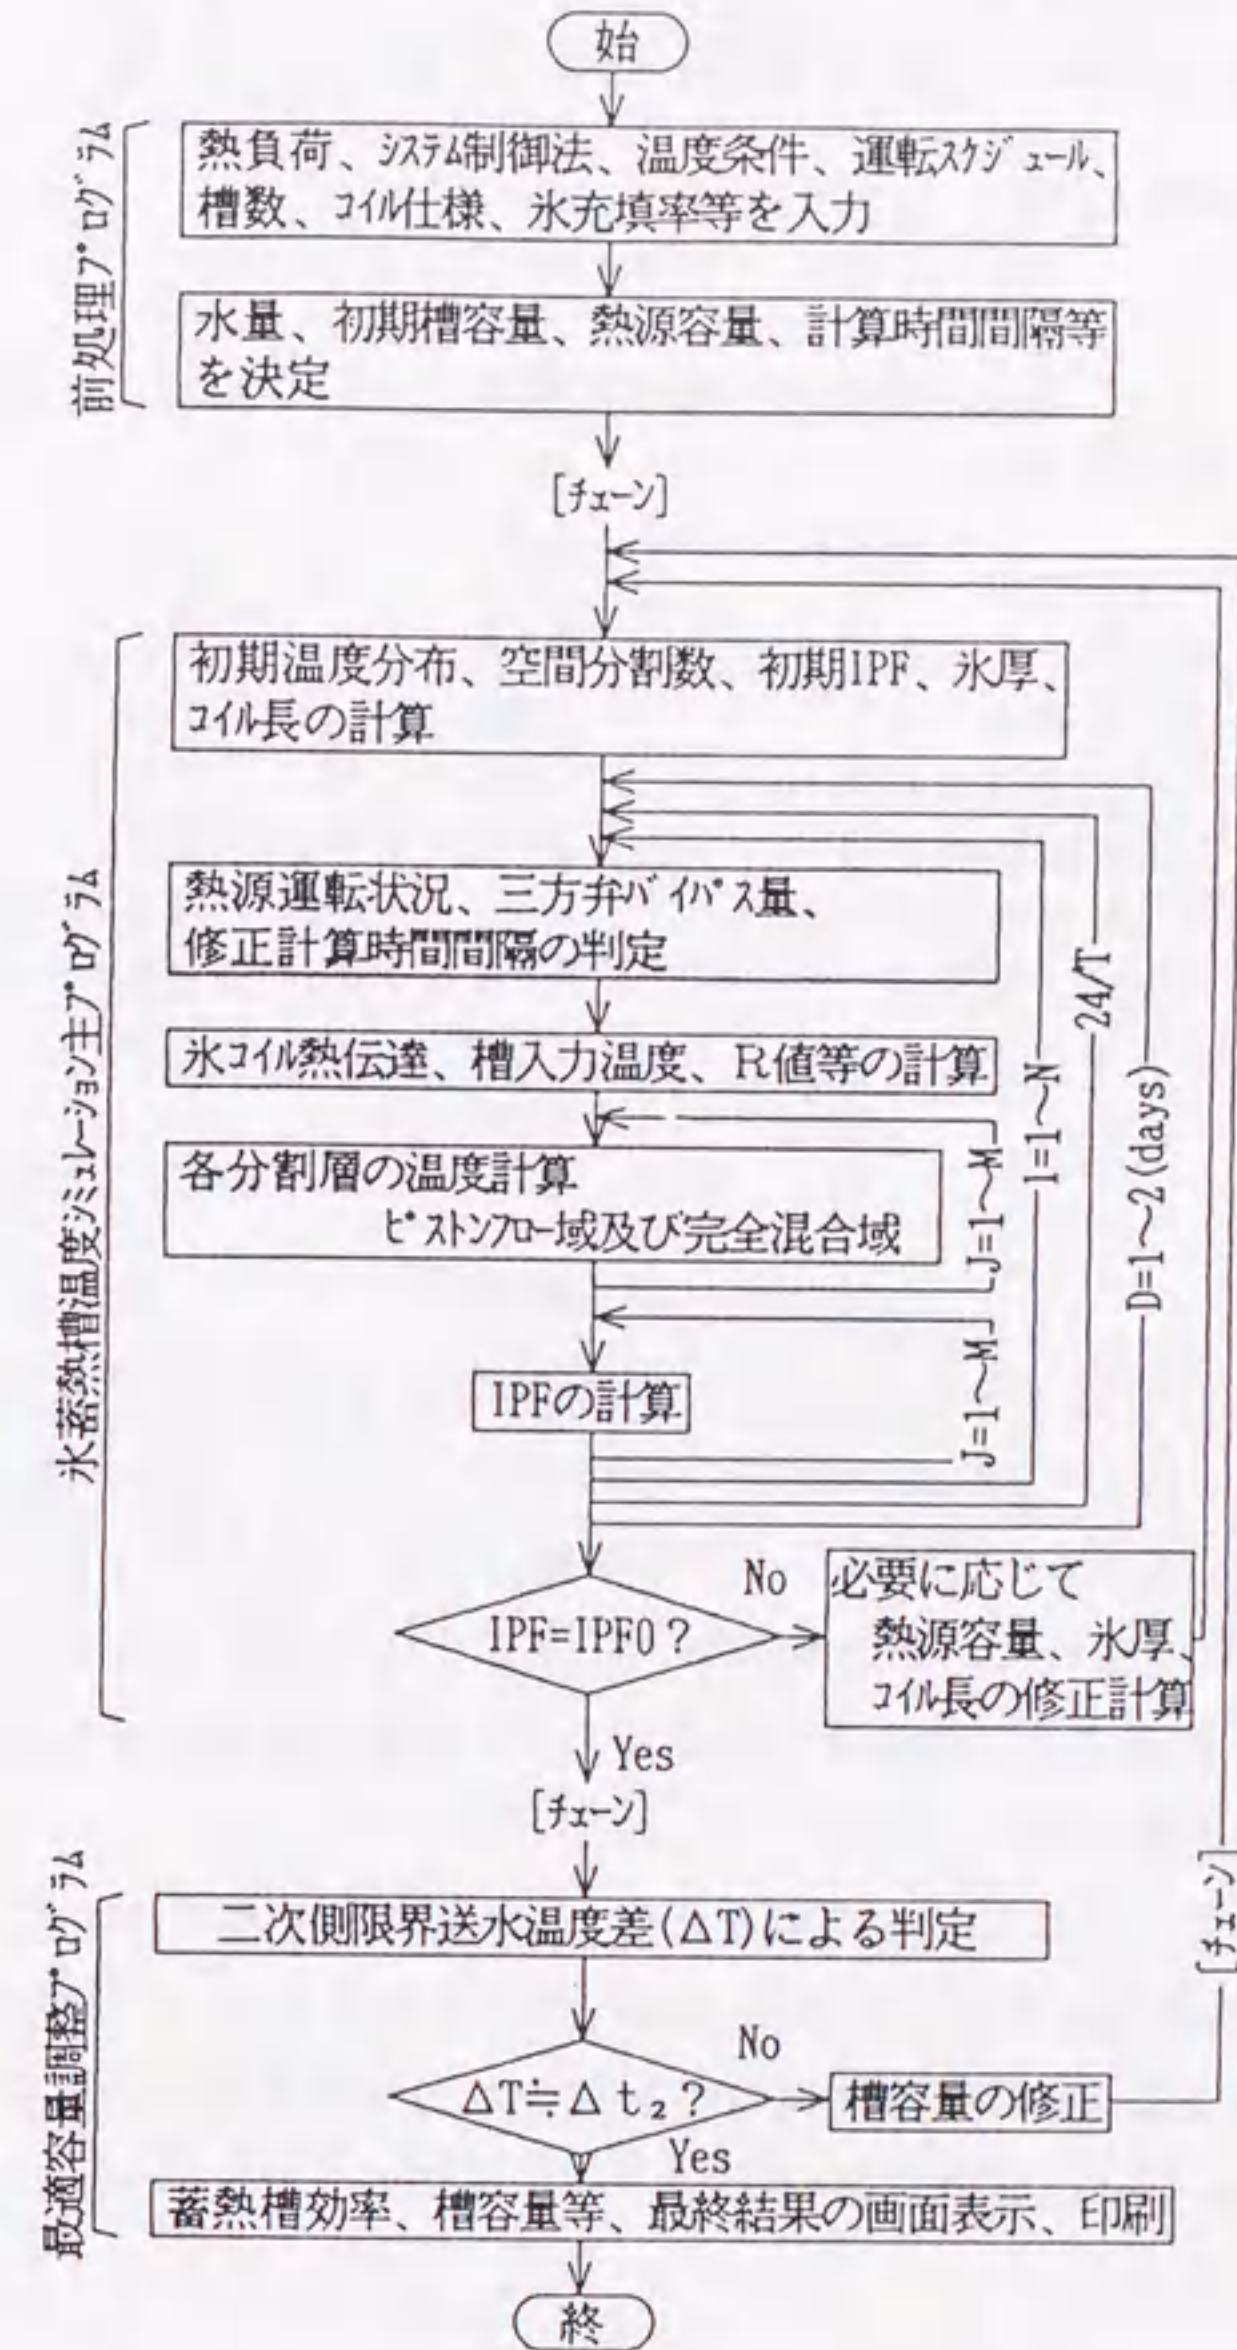 始
前処理プログラム
熱負荷、システム制御法、温度条件、運転スケジュール、
槽数、コイル仕様、氷充填率等を入力
水量、初期槽容量、熱源容量、計算時間間隔等
を決定
[チェーン]
氷蓄熱槽温度シミュレーション主プログラム
初期温度分布、空間分割数、初期IPF、氷厚、
コイル長の計算
熱源運転状況、三方弁バイパス量、
修正計算時間間隔の判定
氷コイル熱伝達、槽入力温度、R値等の計算
各分割層の温度計算
ピストンフロー域及び完全混合域
J=1~M
I=1~N
24/T
D=1~2(days)
IPFの計算
J=1~M
IPF=IPF0?
No
必要に応じて
熱源容量、氷厚、
コイル長の修正計算
Yes
[チェーン]
最適容量調整プログラム
二次側限界送水温度差(ΔT)による判定
[チェーン]
ΔT≒Δt₂?
No
槽容量の修正
Yes
蓄熱槽効率、槽容量等、最終結果の画面表示、印刷
終